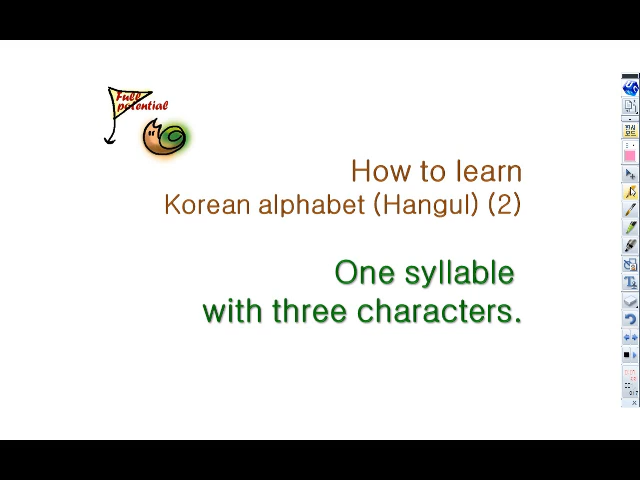 Full
potential
How to learn
Korean alphabet (Hangul) (2)
One syllable
with three characters.